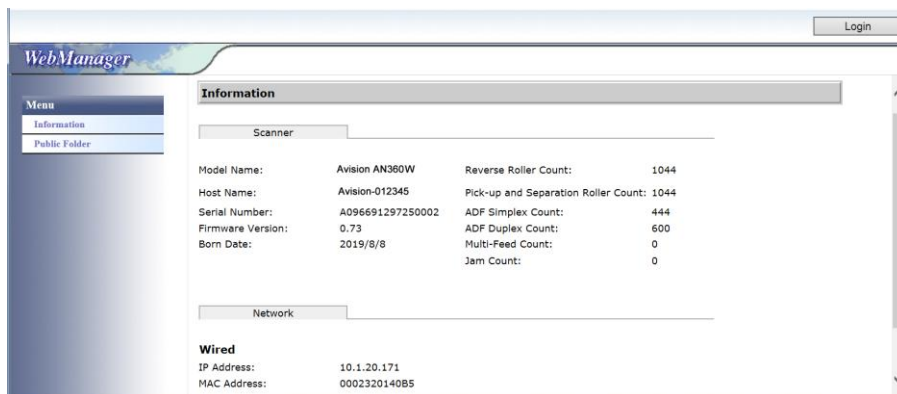 Login
WebManager
Menu
Information
Public Folder
Information
Scanner
Model Name: Avision AN360W Reverse Roller Count: 1044
Host Name: Avision-012345 Pick-up and Separation Roller Count: 1044
Serial Number: A096691297250002 ADF Simplex Count: 444
Firmware Version: 0.73 ADF Duplex Count: 600
Born Date: 2019/8/8 Multi-Feed Count: 0
Jam Count: 0
Network
Wired
IP Address: 10.1.20.171
MAC Address: 0002320140B5